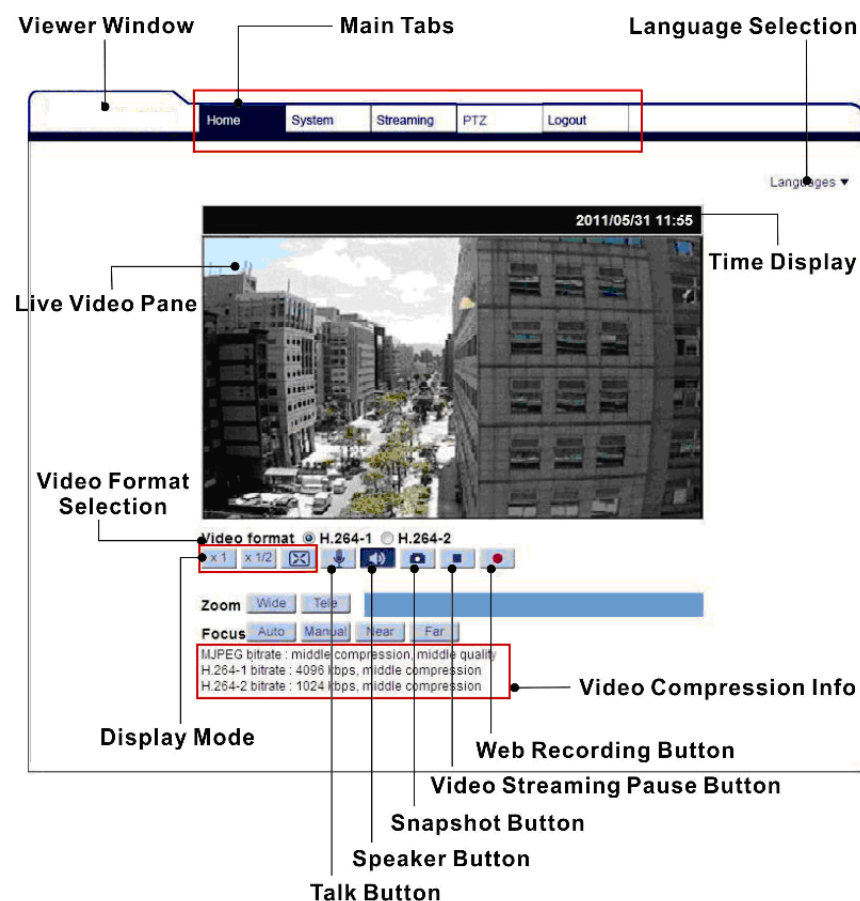 Viewer Window
Main Tabs
Language Selection
Home
System
Streaming
PTZ
Logout
Languages ▼
2011/05/31 11:55
Time Display
Live Video Pane
Video Format
Selection
Video format H.264-1 H.264-2
x 1
x 1/2
Zoom Wide Tele
Focus Auto Manual Near Far
MJPEG bitrate : middle compression, middle quality
H.264-1 bitrate : 4096 kbps, middle compression
H.264-2 bitrate : 1024 kbps, middle compression
Video Compression Info
Display Mode
Web Recording Button
Video Streaming Pause Button
Snapshot Button
Speaker Button
Talk Button